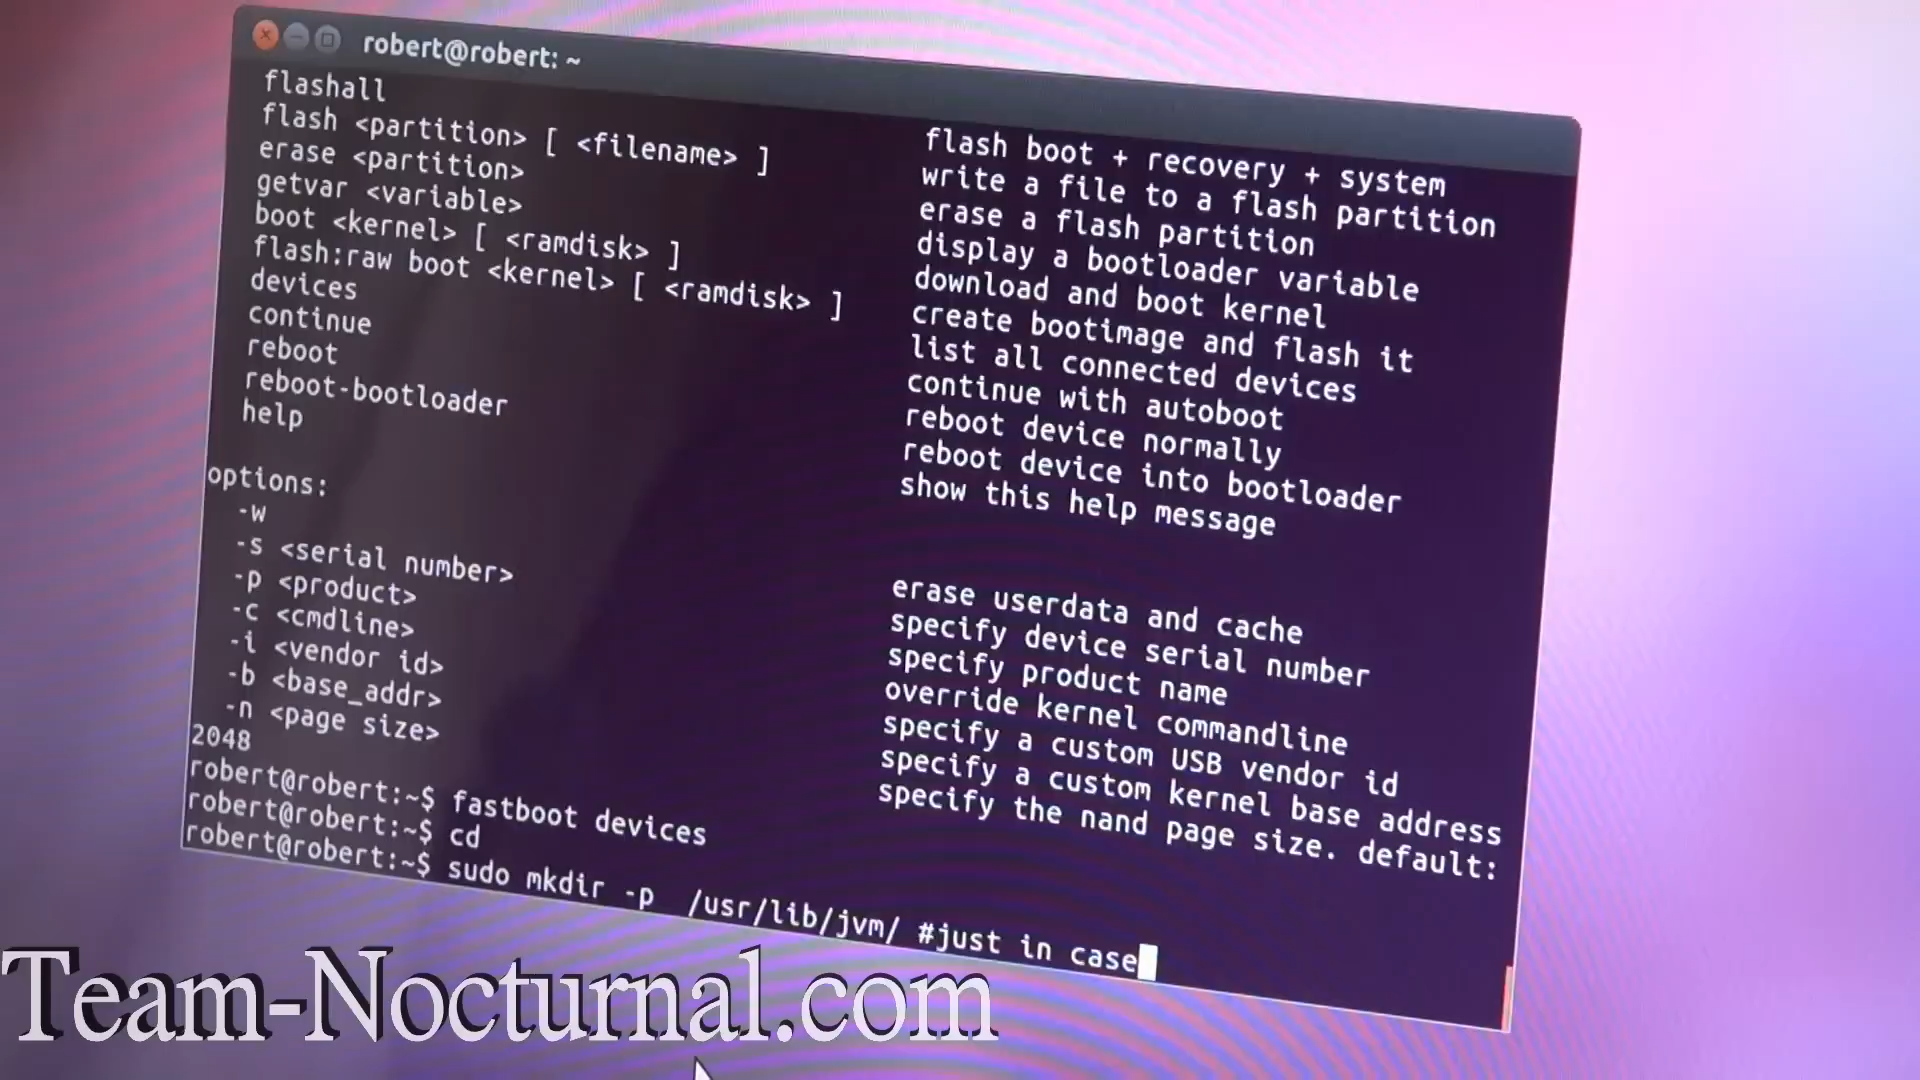 robert@robert: ~
flashall flash boot + recovery + system
flash <partition> [ <filename> ] write a file to a flash partition
erase <partition> erase a flash partition
getvar <variable> display a bootloader variable
boot <kernel> [ <ramdisk> ] download and boot kernel
flash:raw boot <kernel> [ <ramdisk> ] create bootimage and flash it
devices list all connected devices
continue continue with autoboot
reboot reboot device normally
reboot-bootloader reboot device into bootloader
help show this help message
options:
-w erase userdata and cache
-s <serial number> specify device serial number
-p <product> specify product name
-c <cmdline> override kernel commandline
-i <vendor id> specify a custom USB vendor id
-b <base_addr> specify a custom kernel base address
-n <page size> specify the nand page size. default:
2048
robert@robert:~$ fastboot devices
robert@robert:~$ cd
robert@robert:~$ sudo mkdir -p  /usr/lib/jvm/ #just in case
Team-Nocturnal.com